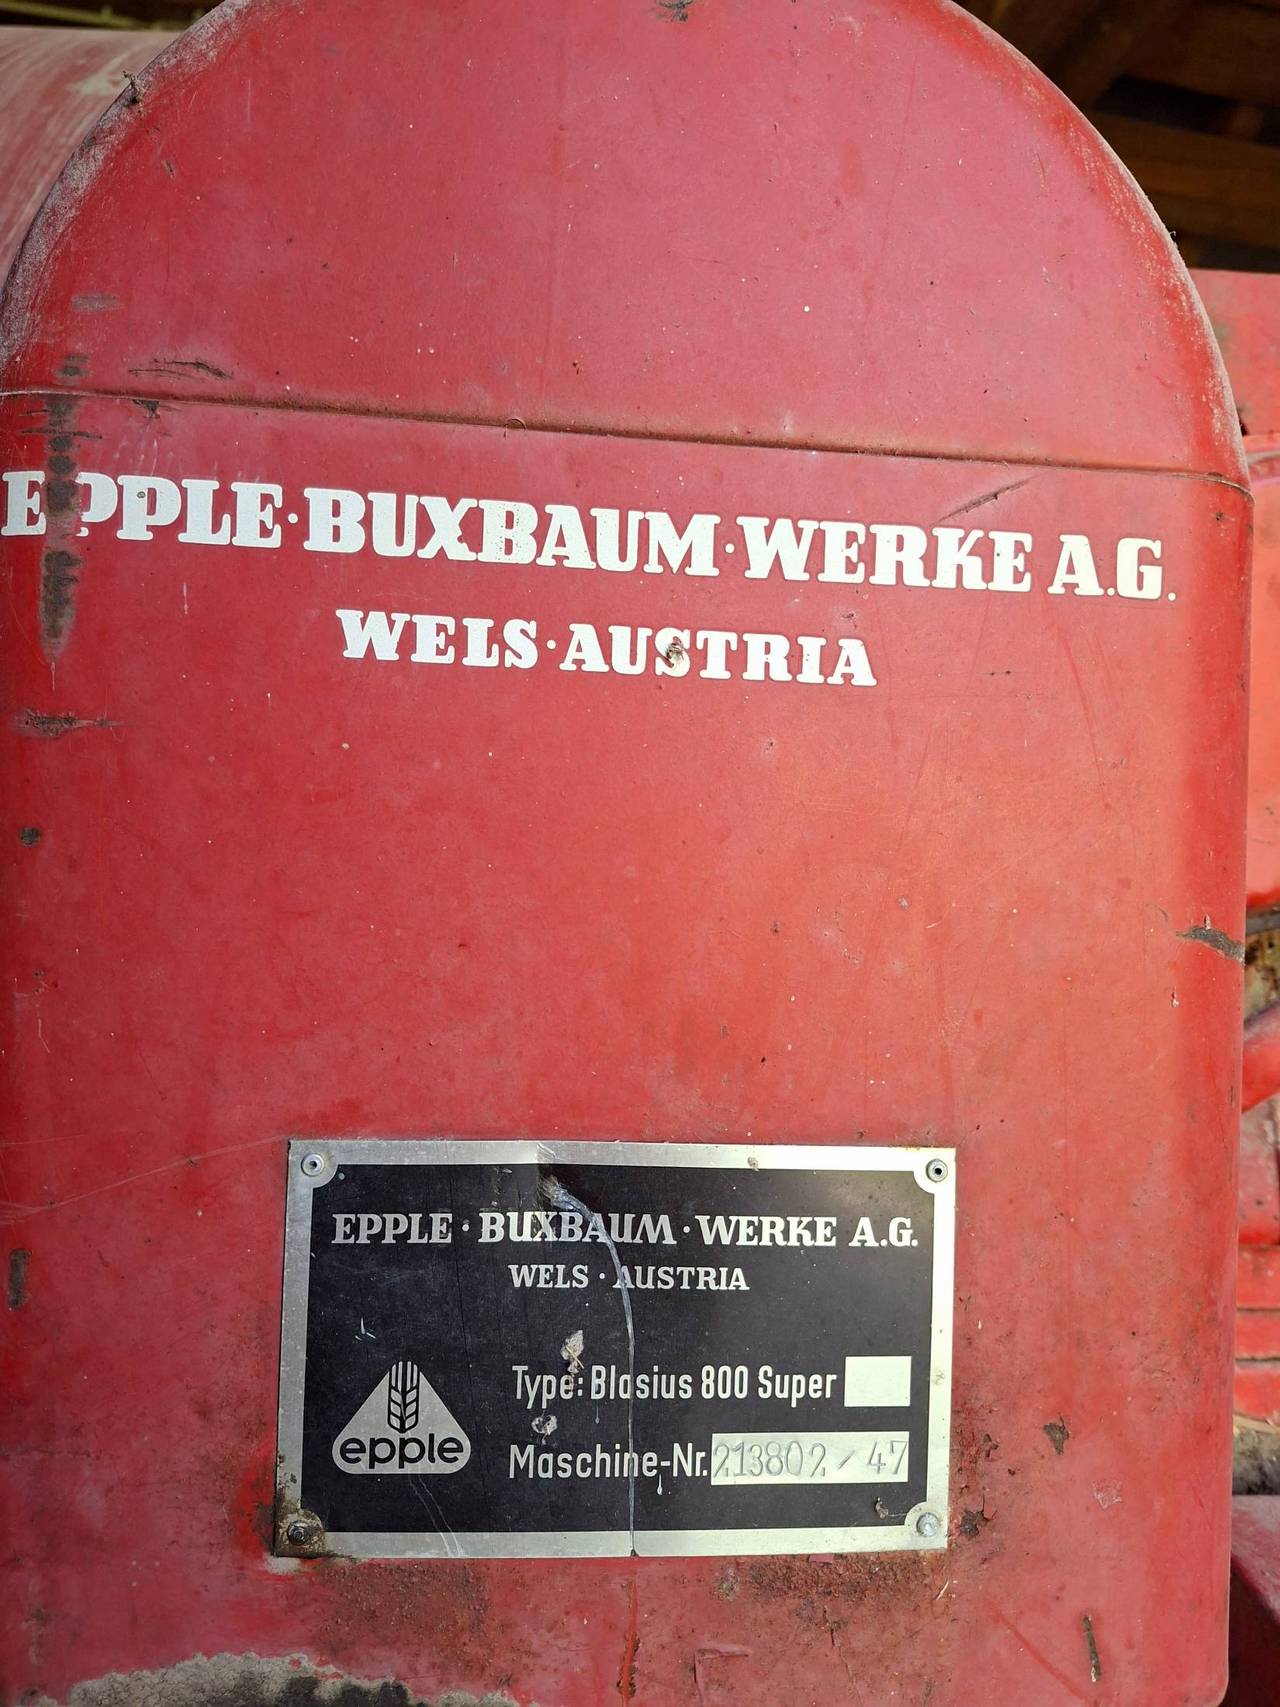 EPPLE·BUXBAUM·WERKE A.G.
WELS·AUSTRIA
EPPLE·BUXBAUM·WERKE A.G.
WELS·AUSTRIA
Type: Blasius 800 Super
epple
Maschine-Nr. 213802 / 47